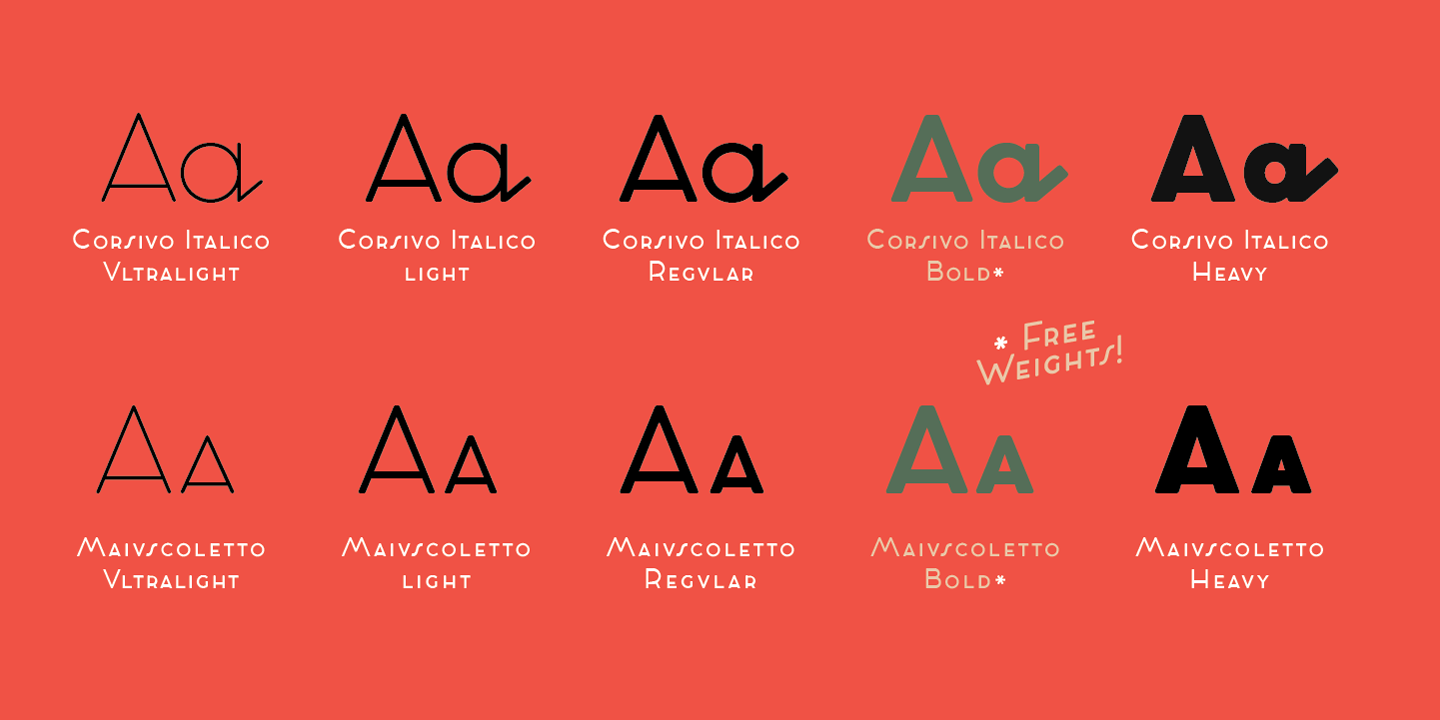 Aa Aa Aa Aa Aa
Corsivo Italico Corsivo Italico Corsivo Italico Corsivo Italico Corsivo Italico
Vltralight light Regvlar Bold* Heavy
* Free
Weights!
Aa Aa Aa Aa Aa
Maivscoletto Maivscoletto Maivscoletto Maivscoletto Maivscoletto
Vltralight light Regvlar Bold* Heavy